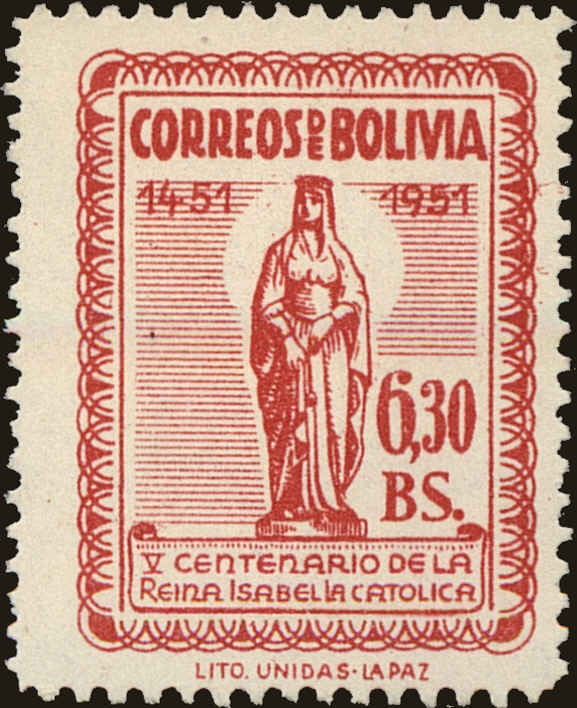 CORREOS DE BOLIVIA
1451 1951
6,30
BS.
V CENTENARIO DE LA
REINA ISABEL LA CATOLICA
LITO. UNIDAS-LA PAZ